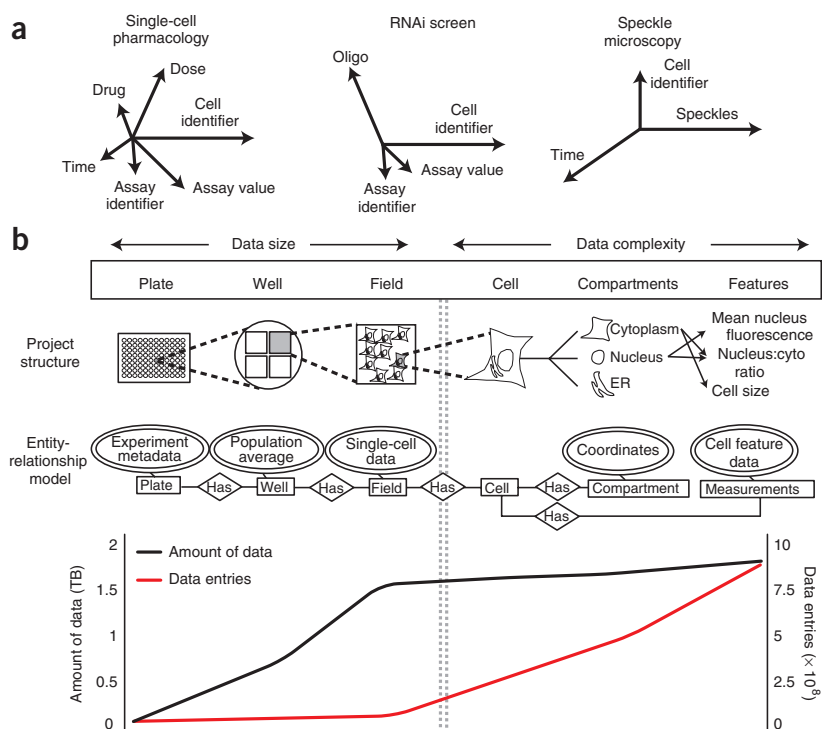 a
Single-cell
pharmacology
Dose
Drug
Cell
identifier
Time
Assay
identifier
Assay value
RNAi screen
Oligo
Cell
identifier
Assay value
Assay
identifier
Speckle
microscopy
Cell
identifier
Speckles
Time
b
Data size
Data complexity
Plate Well Field Cell Compartments Features
Project
structure
Cytoplasm
Nucleus
ER
Mean nucleus
fluorescence
Nucleus:cyto
ratio
Cell size
Entity-
relationship
model
Experiment
metadata
Population
average
Single-cell
data
Coordinates
Cell feature
data
Plate Has Well Has Field Has Cell Has Compartment Measurements
Has
Amount of data (TB)
2
1.5
1
0.5
0
Amount of data
Data entries
10
7.5
5
2.5
0
Data entries (× 10⁸)